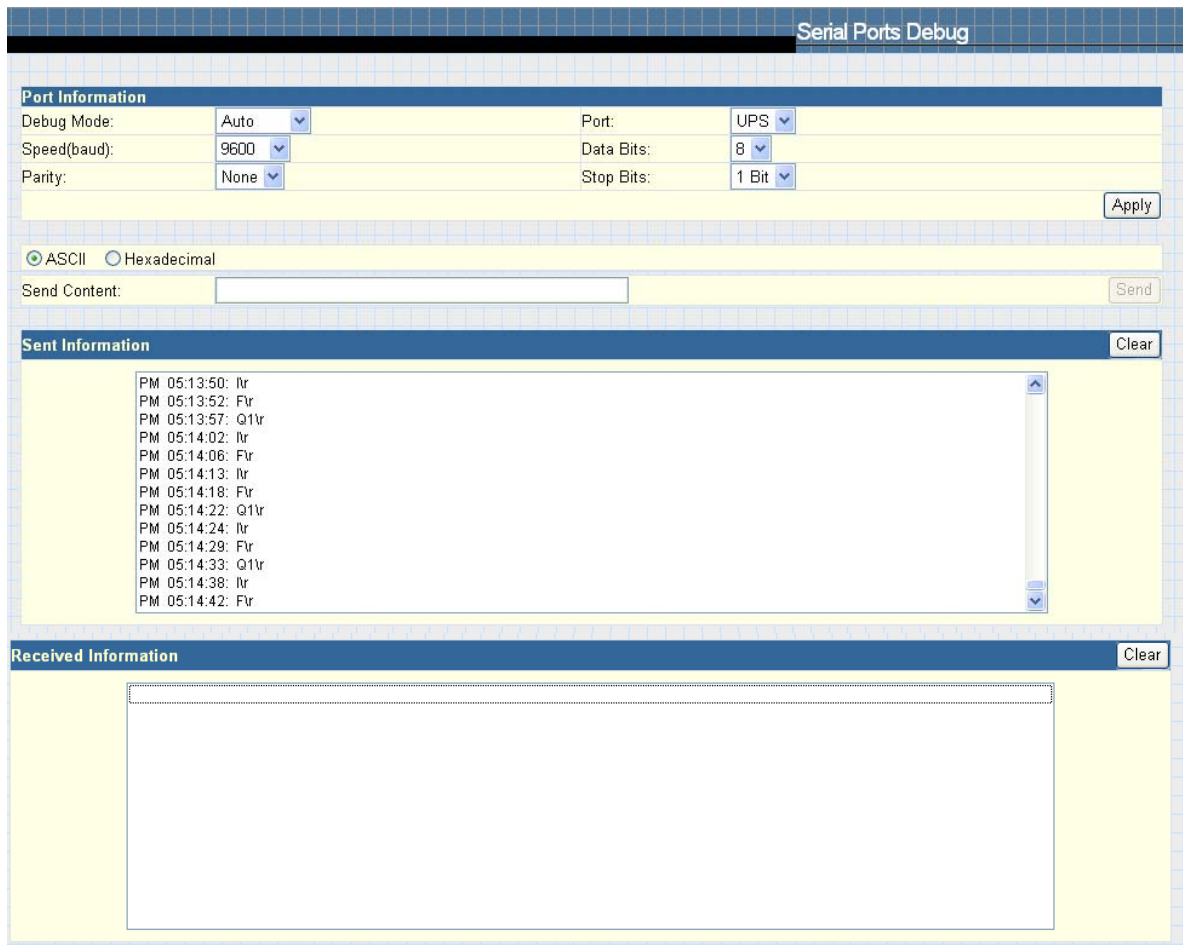 Serial Ports Debug
Port Information
Debug Mode: Auto Port: UPS
Speed(baud): 9600 Data Bits: 8
Parity: None Stop Bits: 1 Bit
Apply
ASCII Hexadecimal
Send Content: Send
Sent Information Clear
PM 05:13:50: I\r
PM 05:13:52: F\r
PM 05:13:57: Q1\r
PM 05:14:02: I\r
PM 05:14:06: F\r
PM 05:14:13: I\r
PM 05:14:18: F\r
PM 05:14:22: Q1\r
PM 05:14:24: I\r
PM 05:14:29: F\r
PM 05:14:33: Q1\r
PM 05:14:38: I\r
PM 05:14:42: F\r
Received Information Clear